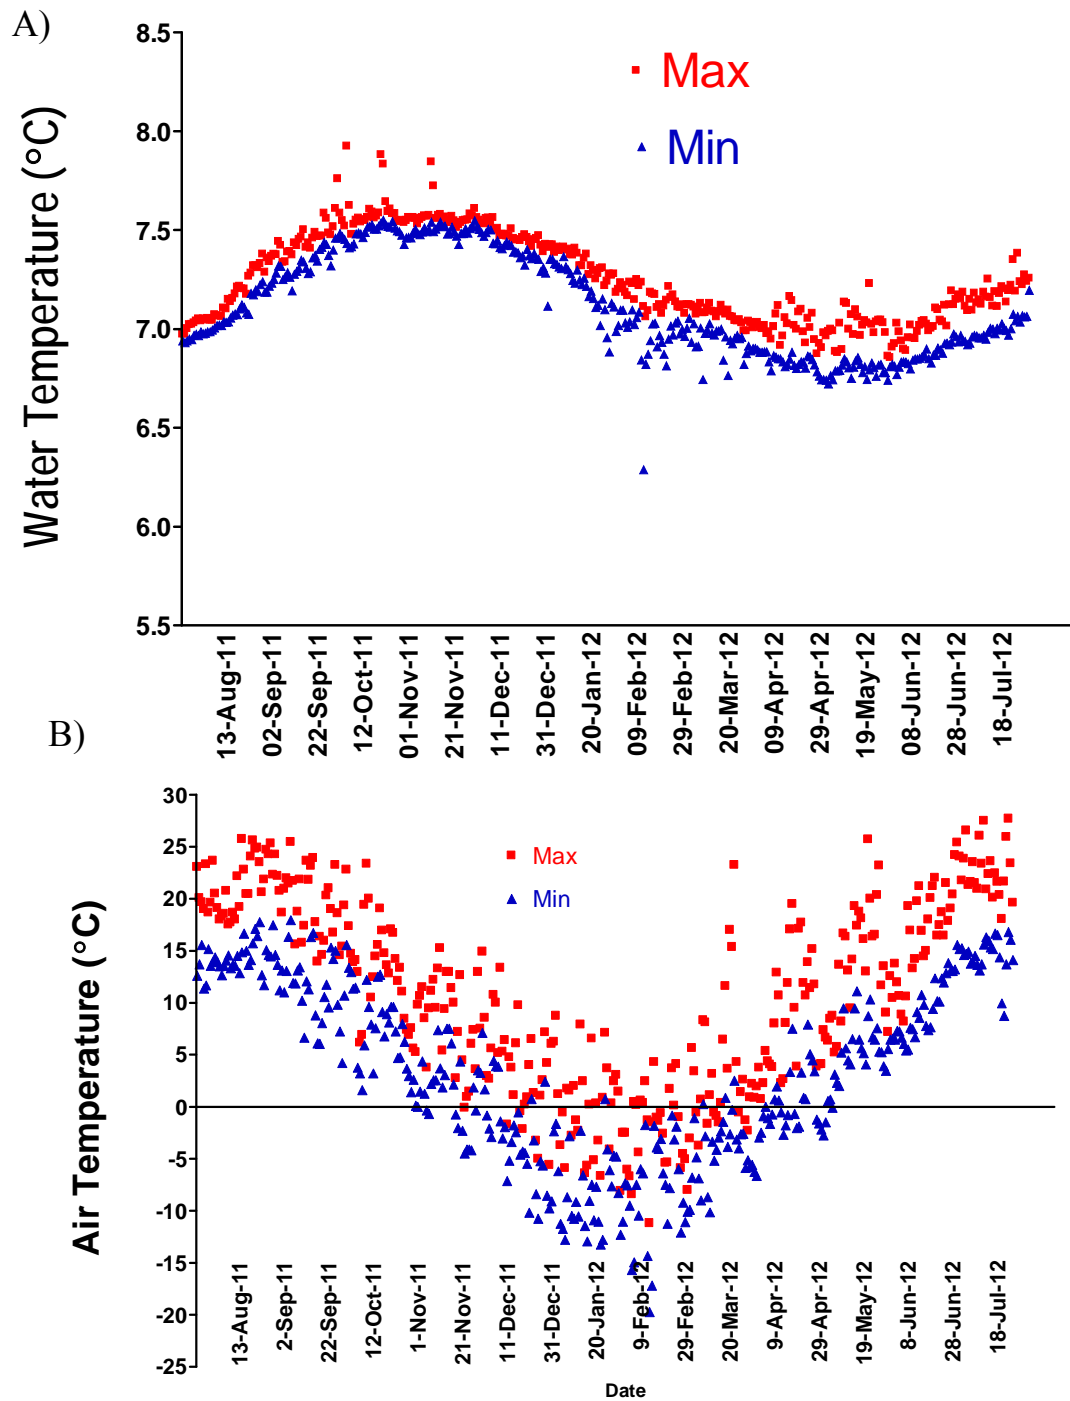 A)
8.5
8.0
7.5
7.0
6.5
6.0
5.5
Water Temperature (°C)
Max
Min
13-Aug-11
02-Sep-11
22-Sep-11
12-Oct-11
01-Nov-11
21-Nov-11
11-Dec-11
31-Dec-11
20-Jan-12
09-Feb-12
29-Feb-12
20-Mar-12
09-Apr-12
29-Apr-12
19-May-12
08-Jun-12
28-Jun-12
18-Jul-12
B)
30
25
20
15
10
5
0
-5
-10
-15
-20
-25
Air Temperature (°C)
Max
Min
13-Aug-11
2-Sep-11
22-Sep-11
12-Oct-11
1-Nov-11
21-Nov-11
11-Dec-11
31-Dec-11
20-Jan-12
9-Feb-12
29-Feb-12
20-Mar-12
9-Apr-12
29-Apr-12
19-May-12
8-Jun-12
28-Jun-12
18-Jul-12
Date